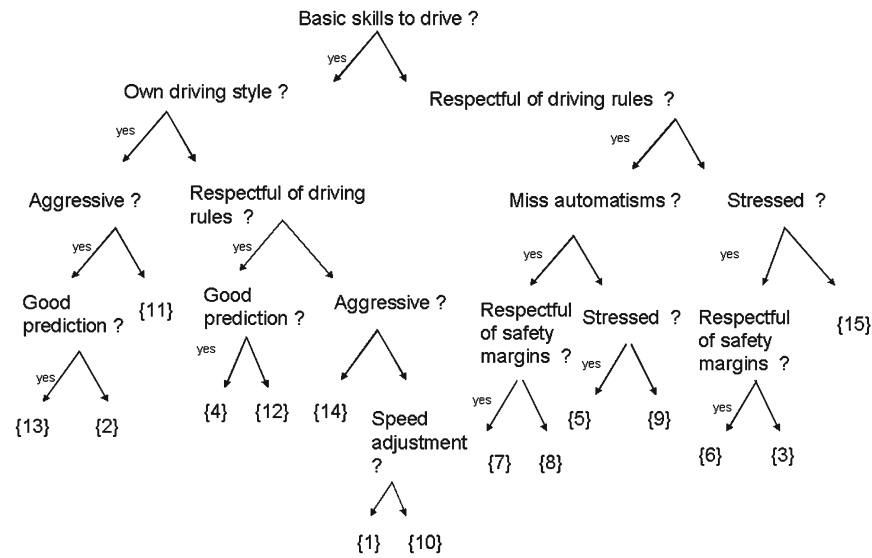 Basic skills to drive ?
yes
Own driving style ?
Respectful of driving rules ?
yes
yes
Aggressive ?
Respectful of driving
rules ?
Miss automatisms ?
Stressed ?
yes
yes
yes
yes
Good
prediction ?
{11}
Good
prediction ?
Aggressive ?
Respectful
of safety
margins ?
Stressed ?
Respectful
of safety
margins ?
{15}
yes
yes
yes
yes
yes
{13}
{2}
{4}
{12}
{14}
Speed
adjustment
?
{7}
{8}
{5}
{9}
{6}
{3}
{1}
{10}